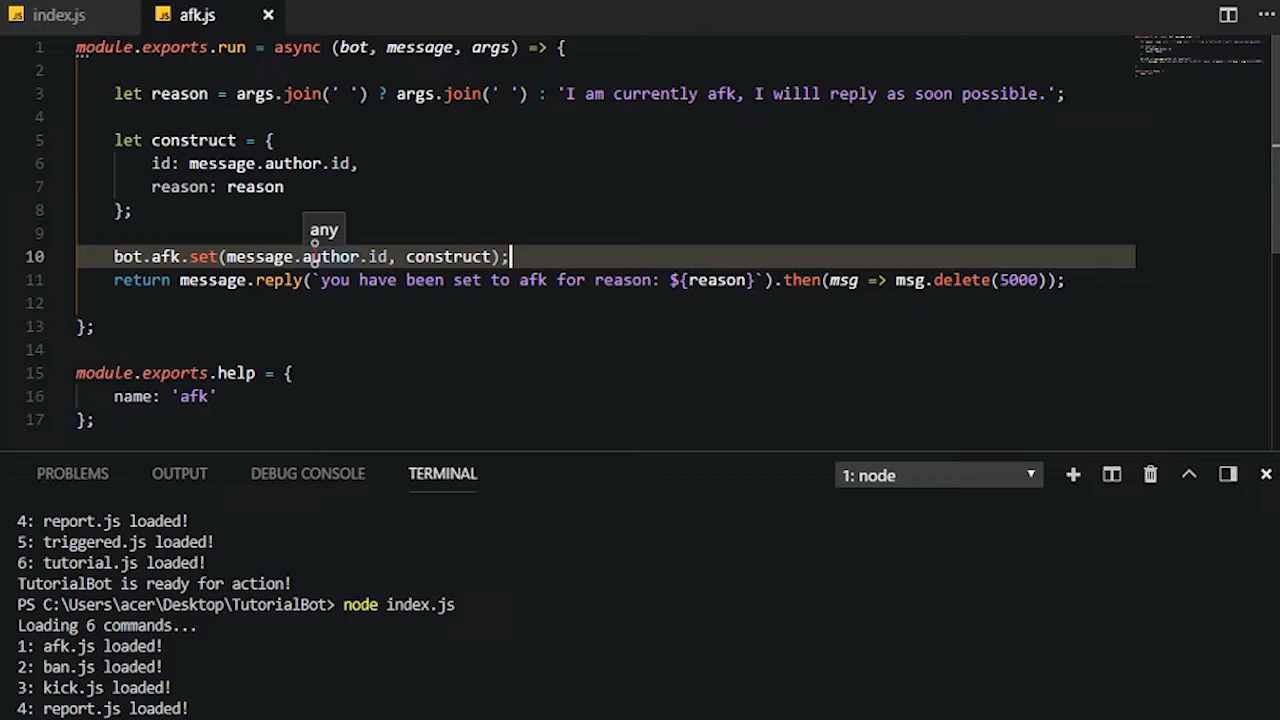 JS index.js JS afk.js ×
1 module.exports.run = async (bot, message, args) => {
2
3 let reason = args.join(' ') ? args.join(' ') : 'I am currently afk, I willl reply as soon possible.';
4
5 let construct = {
6 id: message.author.id,
7 reason: reason
8 };
9
any
10 bot.afk.set(message.author.id, construct);
11 return message.reply(`you have been set to afk for reason: ${reason}`).then(msg => msg.delete(5000));
12
13 };
14
15 module.exports.help = {
16 name: 'afk'
17 };
PROBLEMS OUTPUT DEBUG CONSOLE TERMINAL 1: node
4: report.js loaded!
5: triggered.js loaded!
6: tutorial.js loaded!
TutorialBot is ready for action!
PS C:\Users\acer\Desktop\TutorialBot> node index.js
Loading 6 commands...
1: afk.js loaded!
2: ban.js loaded!
3: kick.js loaded!
4: report.js loaded!